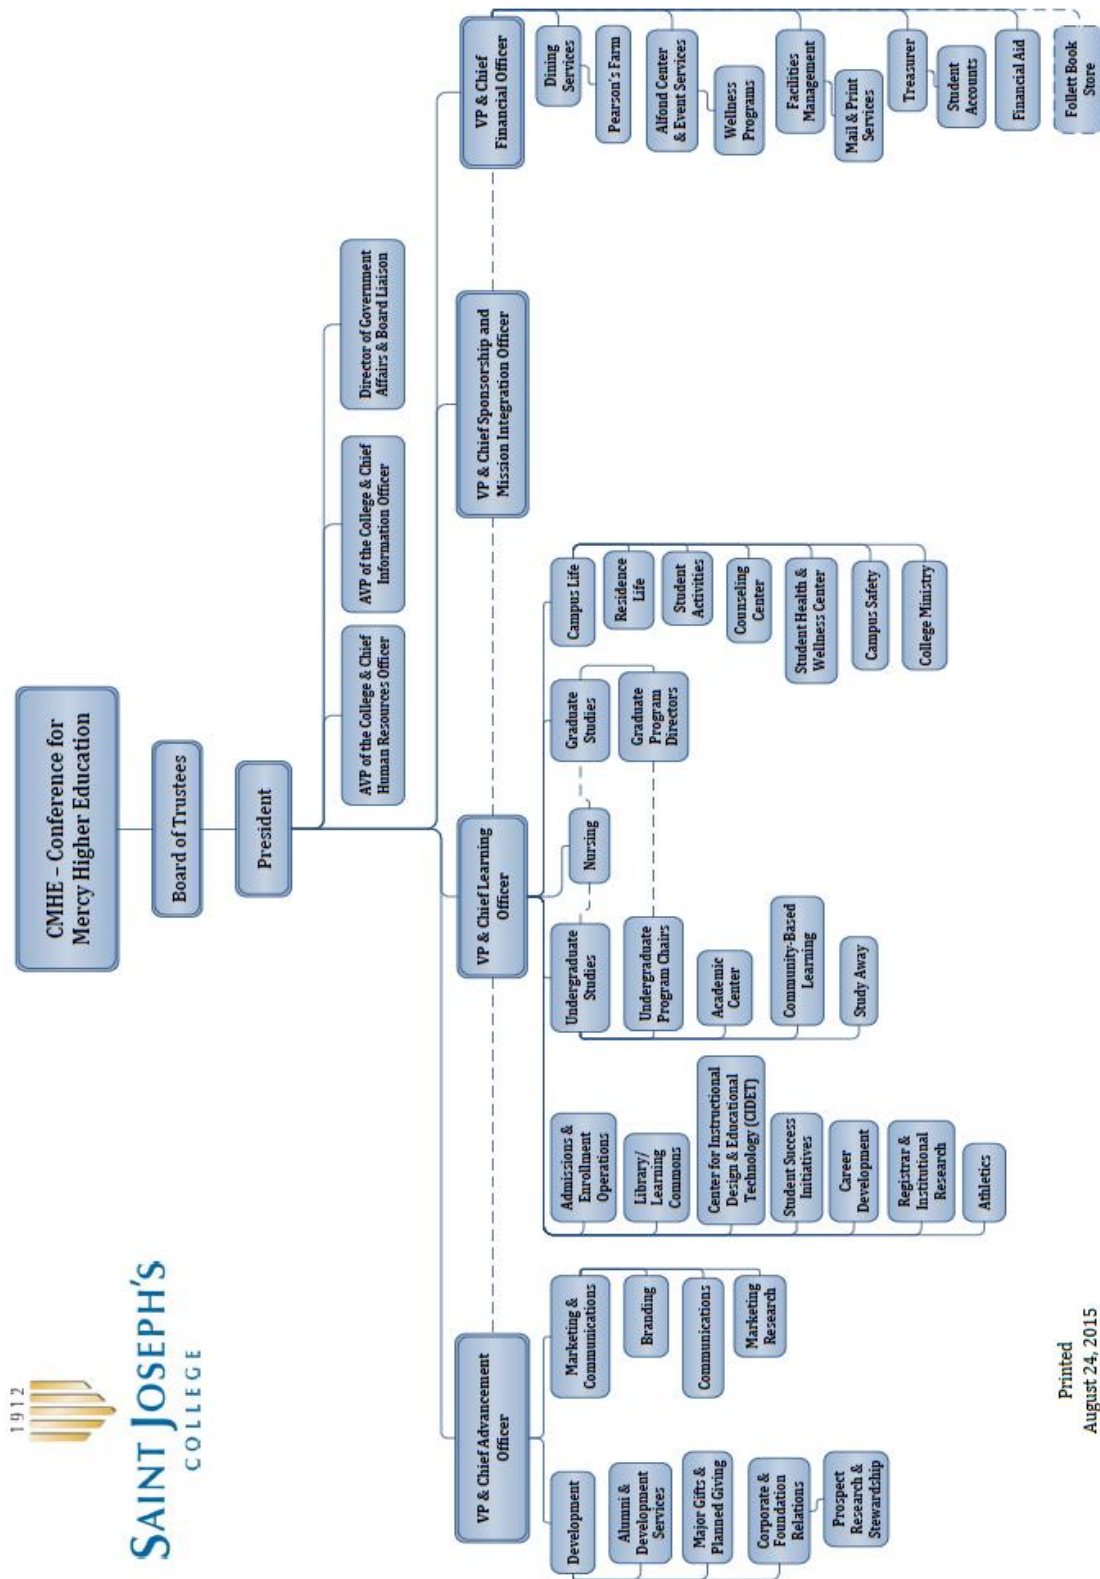 1912
SAINT JOSEPH'S
COLLEGE
CMHE – Conference for
Mercy Higher Education
Board of Trustees
President
AVP of the College & Chief
Human Resources Officer
AVP of the College & Chief
Information Officer
Director of Government
Affairs & Board Liaison
VP & Chief Advancement
Officer
VP & Chief Learning
Officer
VP & Chief Sponsorship and
Mission Integration Officer
VP & Chief
Financial Officer
Development
Alumni &
Development
Services
Major Gifts &
Planned Giving
Corporate &
Foundation
Relations
Prospect
Research &
Stewardship
Marketing &
Communications
Branding
Communications
Marketing
Research
Admissions &
Enrollment
Operations
Library/
Learning
Commons
Center for Instructional
Design & Educational
Technology (CIDET)
Student Success
Initiatives
Career
Development
Registrar &
Institutional
Research
Athletics
Undergraduate
Studies
Undergraduate
Program Chairs
Academic
Center
Community-Based
Learning
Study Away
Nursing
Graduate
Studies
Graduate
Program
Directors
Campus Life
Residence
Life
Student
Activities
Counseling
Center
Student Health &
Wellness Center
Campus Safety
College Ministry
Dining
Services
Pearson's Farm
Alfond Center
& Event Services
Wellness
Programs
Facilities
Management
Mail & Print
Services
Treasurer
Student
Accounts
Financial Aid
Follett Book
Store
Printed
August 24, 2015